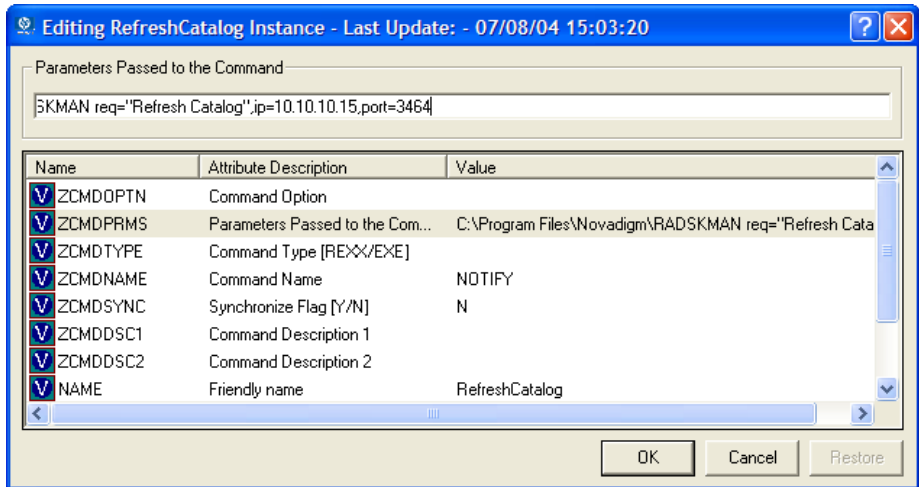 Editing RefreshCatalog Instance - Last Update: - 07/08/04 15:03:20
Parameters Passed to the Command
SKMAN req="Refresh Catalog",ip=10.10.10.15,port=3464
Name Attribute Description Value
V ZCMDOPTN Command Option
V ZCMDPRMS Parameters Passed to the Com... C:\Program Files\Novadigm\RADSKMAN req="Refresh Cata
V ZCMDTYPE Command Type [REXX/EXE]
V ZCMDNAME Command Name NOTIFY
V ZCMDSYNC Synchronize Flag [Y/N] N
V ZCMDDSC1 Command Description 1
V ZCMDDSC2 Command Description 2
V NAME Friendly name RefreshCatalog
OK Cancel Restore